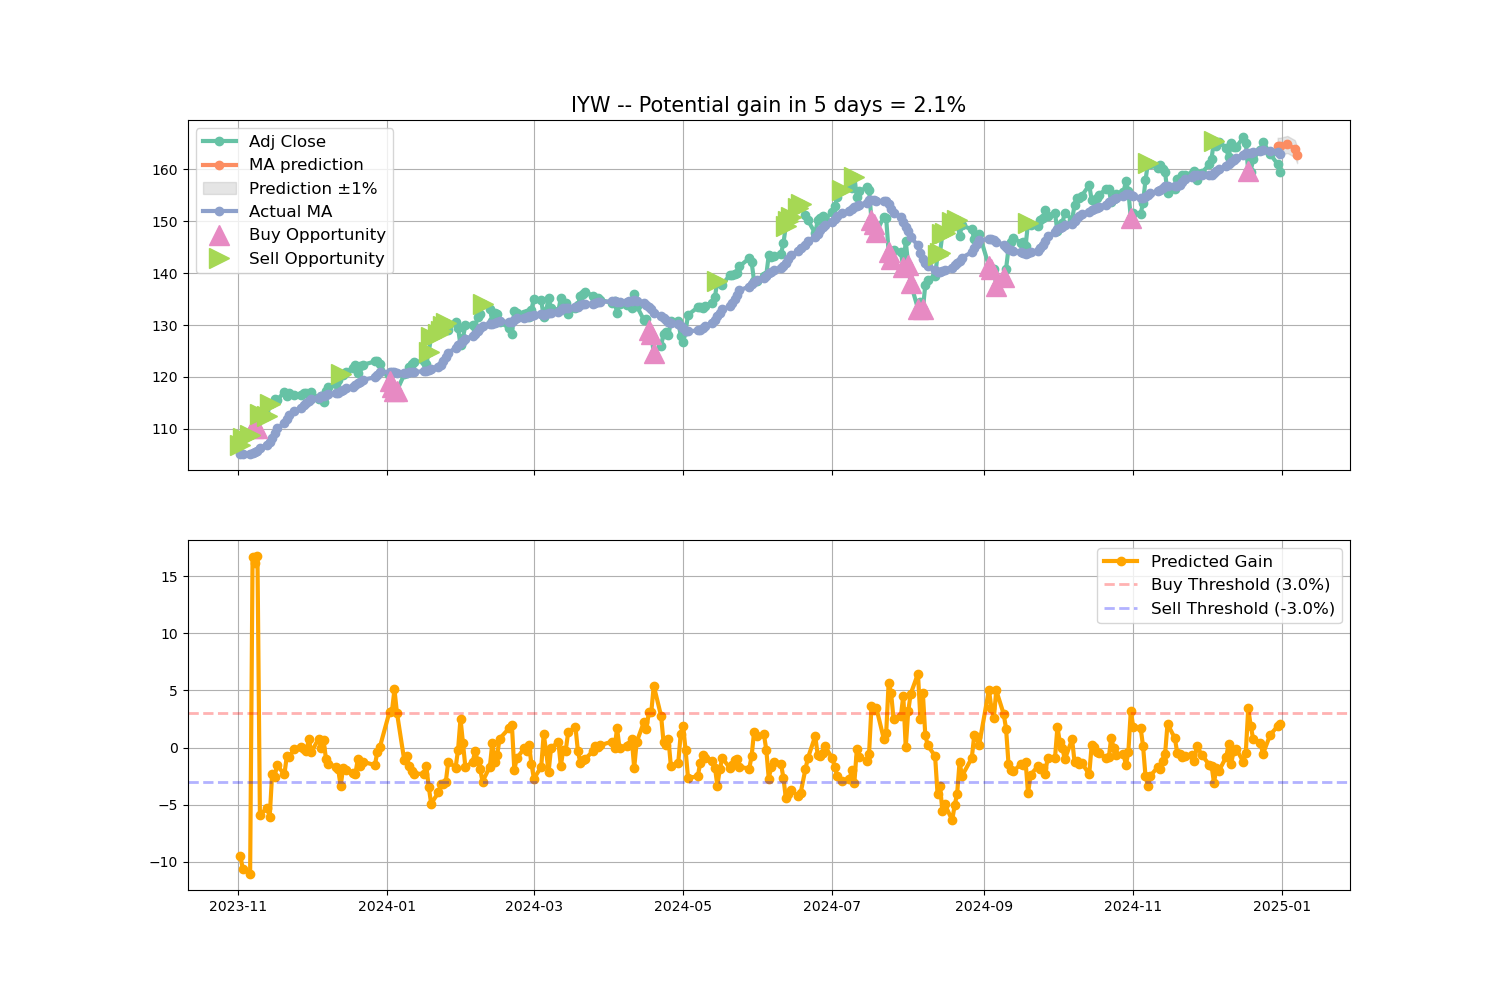 IYW -- Potential gain in 5 days = 2.1%
Adj Close
MA prediction
Prediction ±1%
Actual MA
Buy Opportunity
Sell Opportunity
160
150
140
130
120
110
Predicted Gain
Buy Threshold (3.0%)
Sell Threshold (-3.0%)
15
10
5
0
−5
−10
2023-11 2024-01 2024-03 2024-05 2024-07 2024-09 2024-11 2025-01